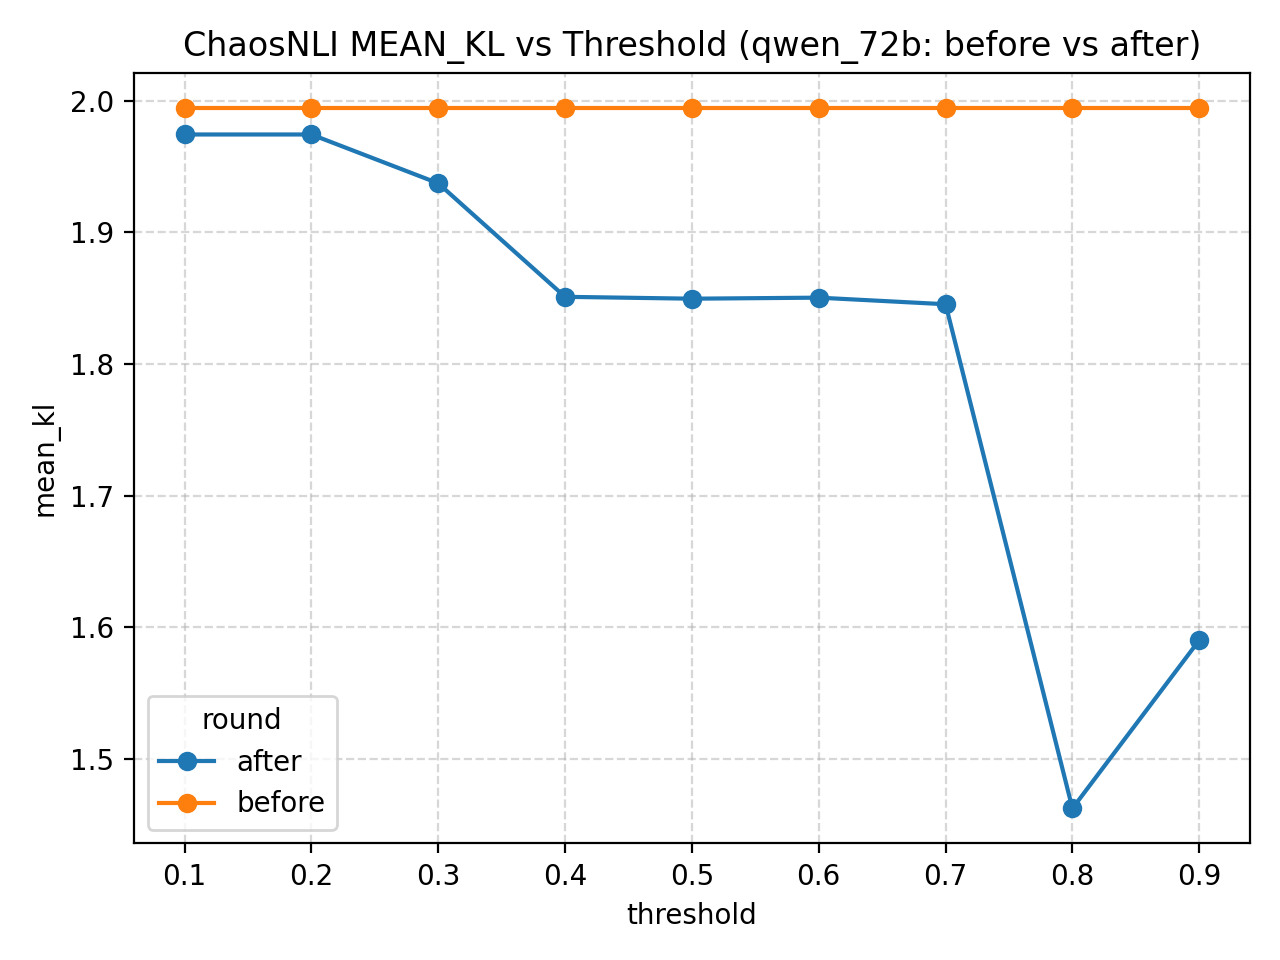 ChaosNLI MEAN_KL vs Threshold (qwen_72b: before vs after)
mean_kl
2.0
1.9
1.8
1.7
1.6
1.5
round
after
before
0.1 0.2 0.3 0.4 0.5 0.6 0.7 0.8 0.9
threshold